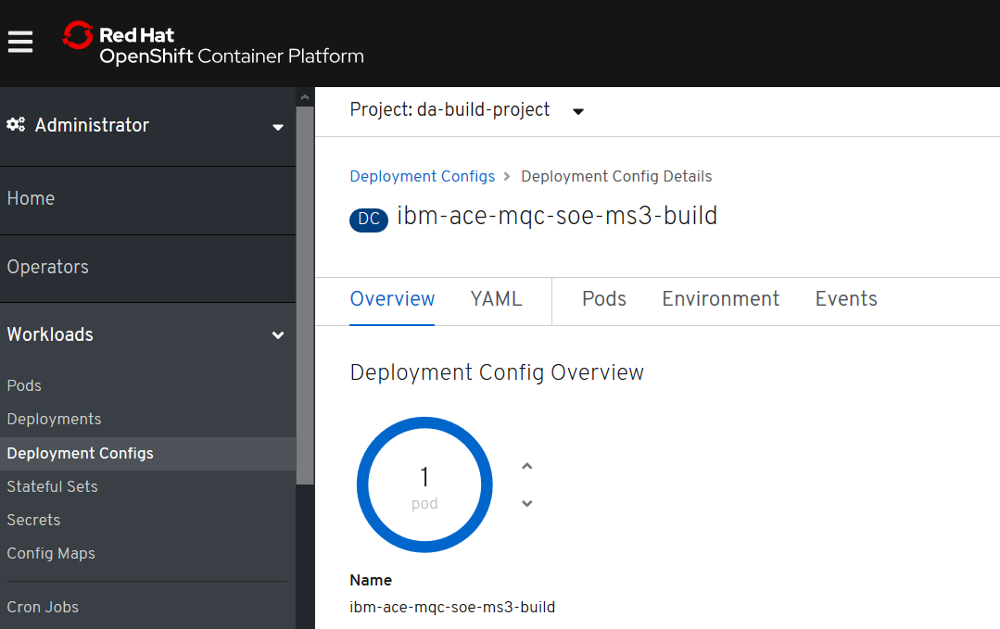 Red Hat
OpenShift Container Platform
Administrator
Home
Operators
Workloads
Pods
Deployments
Deployment Configs
Stateful Sets
Secrets
Config Maps
Cron Jobs
Project: da-build-project
Deployment Configs > Deployment Config Details
DC ibm-ace-mqc-soe-ms3-build
Overview YAML Pods Environment Events
Deployment Config Overview
1
pod
Name
ibm-ace-mqc-soe-ms3-build